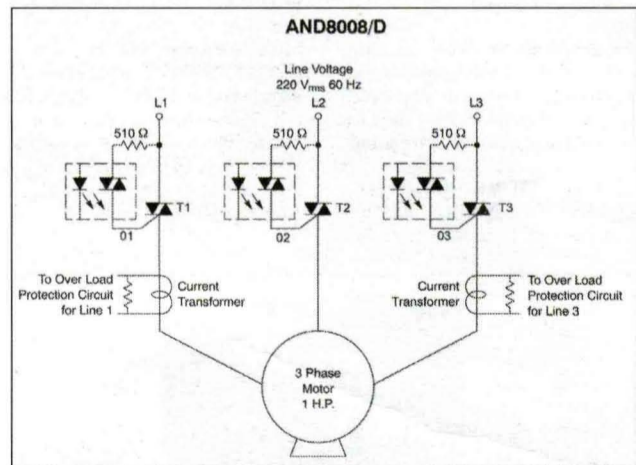 AND8008/D
Line Voltage
220 Vrms 60 Hz
L1
L2
L3
510 Ω
510 Ω
510 Ω
T1
T2
T3
01
02
03
To Over Load
Protection Circuit
for Line 1
Current
Transformer
Current
Transformer
To Over Load
Protection Circuit
for Line 3
3 Phase
Motor
1 H.P.